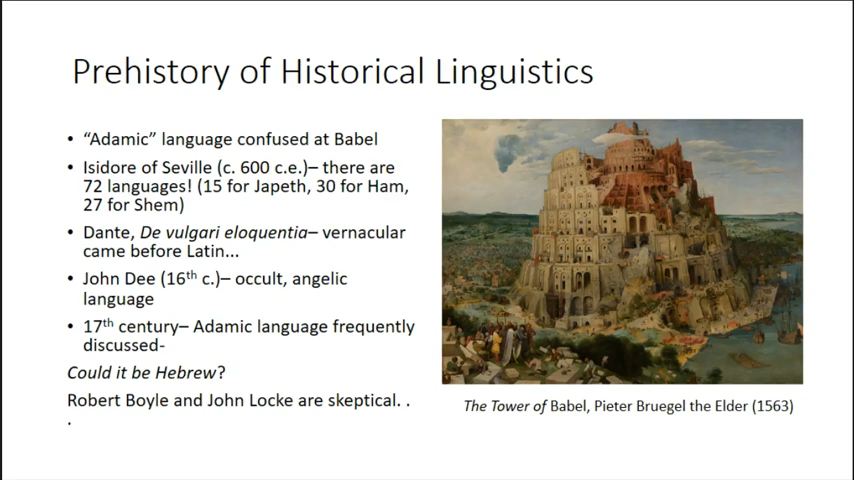 Prehistory of Historical Linguistics
• “Adamic” language confused at Babel
• Isidore of Seville (c. 600 c.e.)– there are
72 languages! (15 for Japeth, 30 for Ham,
27 for Shem)
• Dante, De vulgari eloquentia– vernacular
came before Latin...
• John Dee (16th c.)– occult, angelic
language
• 17th century– Adamic language frequently
discussed-
Could it be Hebrew?
Robert Boyle and John Locke are skeptical. . 
.
The Tower of Babel, Pieter Bruegel the Elder (1563)